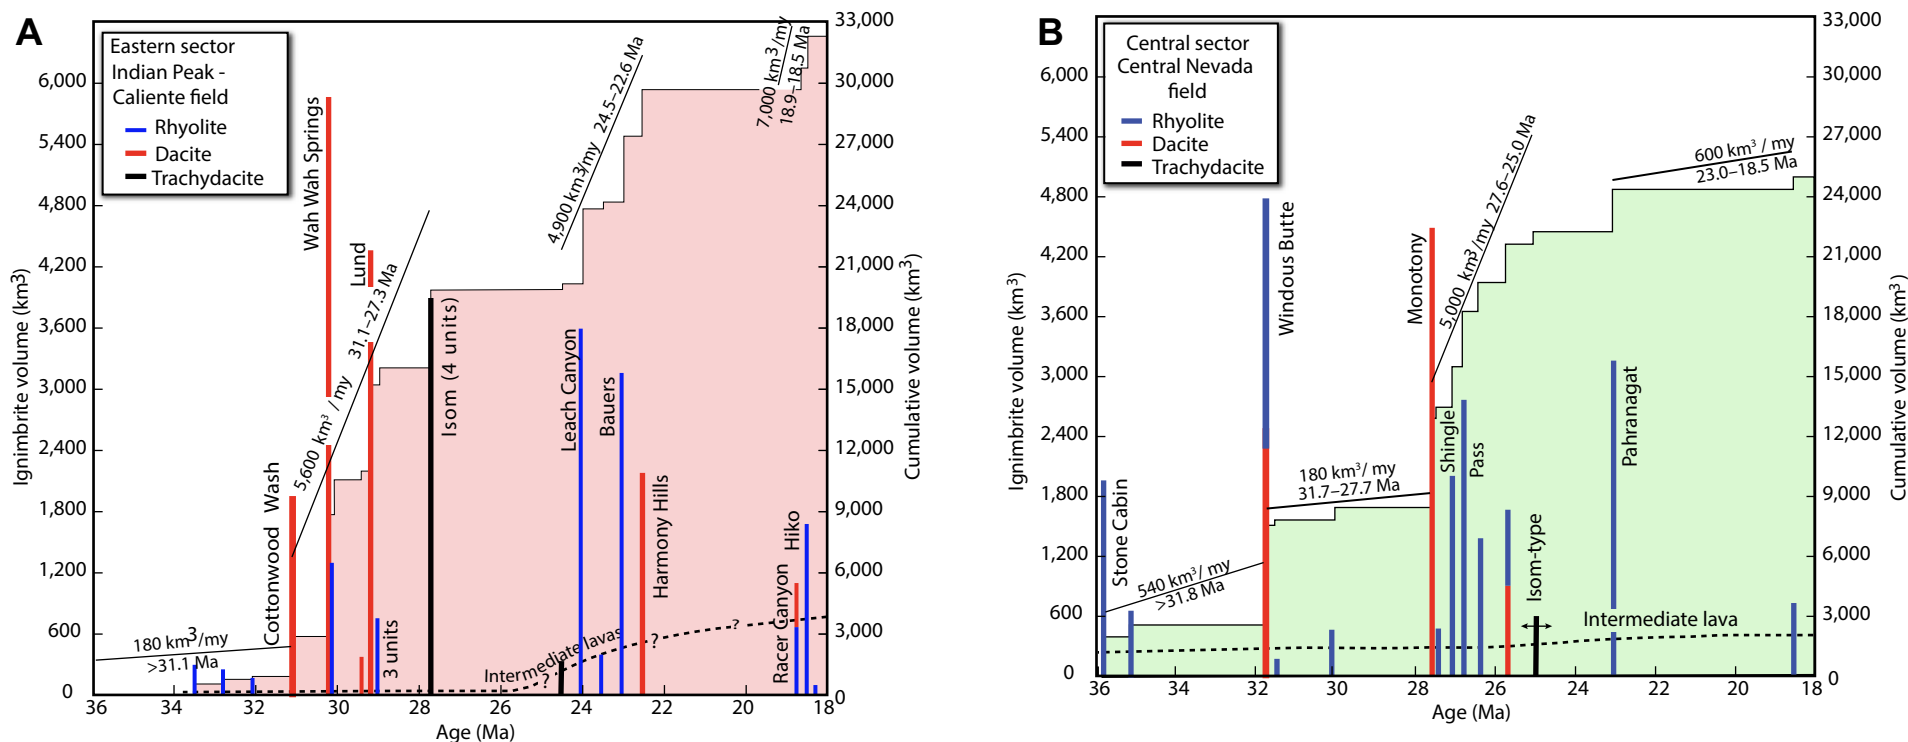 A
Eastern sector
Indian Peak -
Caliente field
Rhyolite
Dacite
Trachydacite
Ignimbrite volume (km3)
6,000
5,400
4,800
4,200
3,600
3,000
2,400
1,800
1,200
600
0
180 km3/my
>31.1 Ma
Cottonwood Wash
Wah Wah Springs
5,600 km3 / my 31.1–27.3 Ma
Lund
3 units
Isom (4 units)
4,900 km3/my 24.5–22.6 Ma
Leach Canyon
Bauers
Harmony Hills
Intermediate lavas
?
?
?
7,000 km3/my
18.9–18.5 Ma
Racer Canyon
Hiko
33,000
30,000
27,000
24,000
21,000
18,000
15,000
12,000
9,000
6,000
3,000
0
Cumulative volume (km3)
36
34
32
30
28
26
24
22
20
18
Age (Ma)
B
Central sector
Central Nevada
field
Rhyolite
Dacite
Trachydacite
Ignimbrite volume (km3)
6,000
5,400
4,800
4,200
3,600
3,000
2,400
1,800
1,200
600
0
Stone Cabin
540 km3/ my
>31.8 Ma
Windous Butte
180 km3/ my
31.7–27.7 Ma
Monotony
5,000 km3/my 27.6–25.0 Ma
Shingle
Pass
Isom-type
Pahranagat
600 km3 / my
23.0–18.5 Ma
Intermediate lava
33,000
30,000
27,000
24,000
21,000
18,000
15,000
12,000
9,000
6,000
3,000
0
Cumulative volume (km3)
36
34
32
30
28
26
24
22
20
18
Age (Ma)